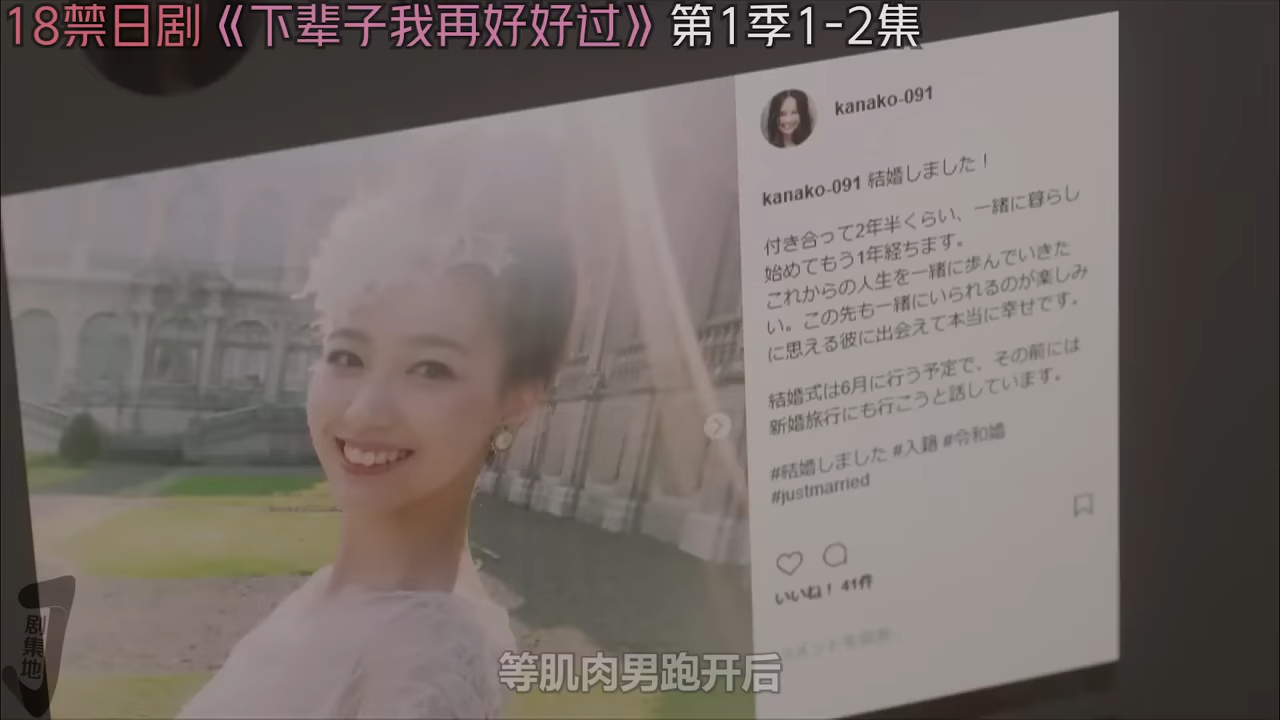 18禁日剧《下辈子我再好好过》第1季1-2集
kanako-091
kanako-091 結婚しました！
付き合って2年半くらい、一緒に暮らし
始めてもう1年経ちます。
これからの人生を一緒に歩んでいきた
い。この先も一緒にいられるのが楽しみ
に思える彼に出会えて本当に幸せです。
結婚式は6月に行う予定で、その前には
新婚旅行にも行こうと話しています。
#結婚しました #入籍 #令和婚
#justmarried
いいね！41件
剧集地
等肌肉男跑开后